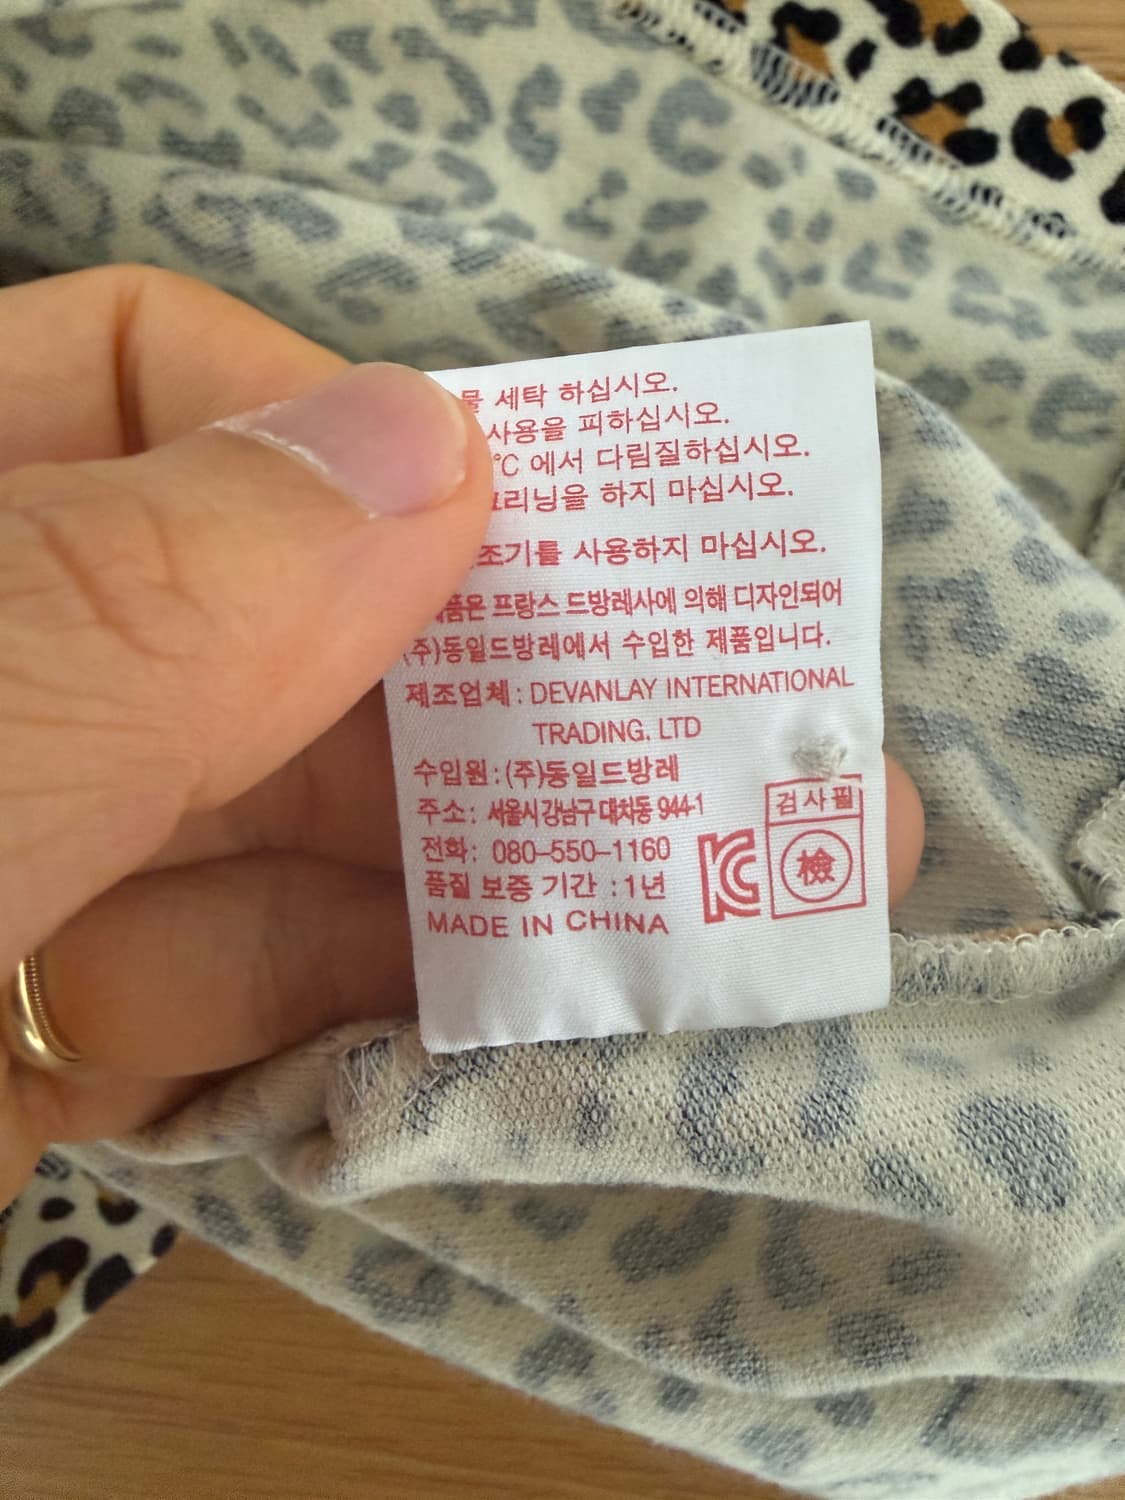 세탁 하십시오.
사용을 피하십시오.
℃ 에서 다림질하십시오.
하지 마십시오.
사용하지 마십시오.
프랑스 드방레사에 의해 디자인되어
(주)동일드방레에서 수입한 제품입니다.
제조업체 : DEVANLAY INTERNATIONAL
TRADING. LTD
수입원 : (주)동일드방레
주소 : 서울시 강남구 대치동 944-1
전화: 080-550-1160
품질 보증 기간 : 1년
MADE IN CHINA
검사필
檢